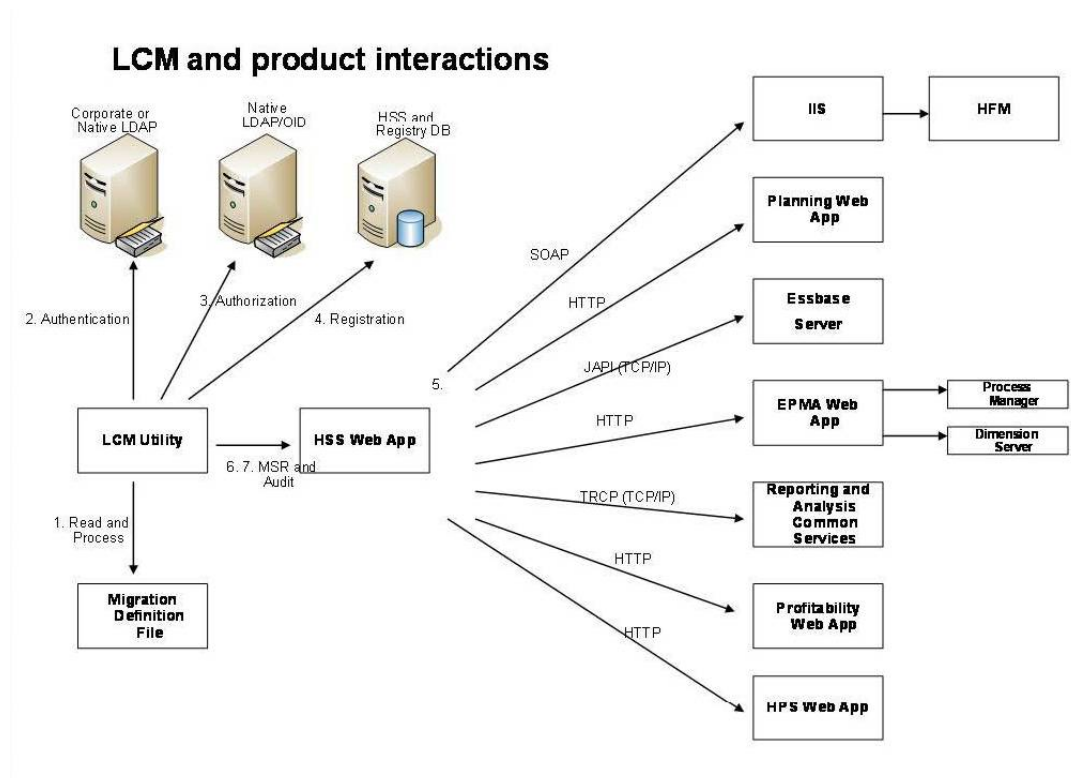 LCM and product interactions
Corporate or
Native LDAP
Native
LDAP/OID
HSS and
Registry DB
IIS
HFM
Planning Web
App
SOAP
HTTP
Essbase
Server
2. Authentication
3. Authorization
4. Registration
JAPI (TCP/IP)
5.
EPMA Web
App
Process
Manager
HTTP
LCM Utility
HSS Web App
Dimension
Server
6. 7. MSR and
Audit
TRCP (TCP/IP)
Reporting and
Analysis
Common
Services
1. Read and
Process
HTTP
Migration
Definition
File
Profitability
Web App
HTTP
HPS Web App